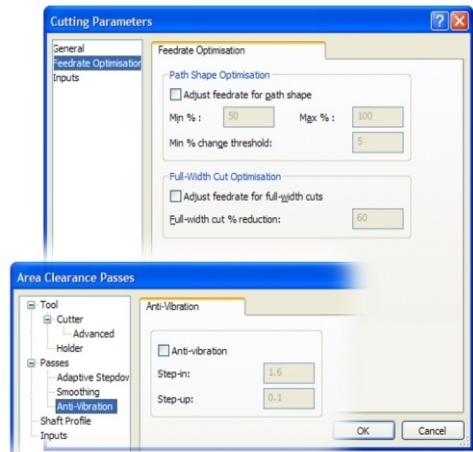 Cutting Parameters
General
Feedrate Optimisation
Inputs
Feedrate Optimisation
Path Shape Optimisation
Adjust feedrate for path shape
Min % : 50 Max % : 100
Min % change threshold: 5
Full-Width Cut Optimisation
Adjust feedrate for full-width cuts
Full-width cut % reduction: 60
Area Clearance Passes
Tool
Cutter
Advanced
Holder
Passes
Adaptive Stepdov
Smoothing
Anti-Vibration
Shaft Profile
Inputs
Anti-Vibration
Anti-vibration
Step-in: 1.6
Step-up: 0.1
OK Cancel